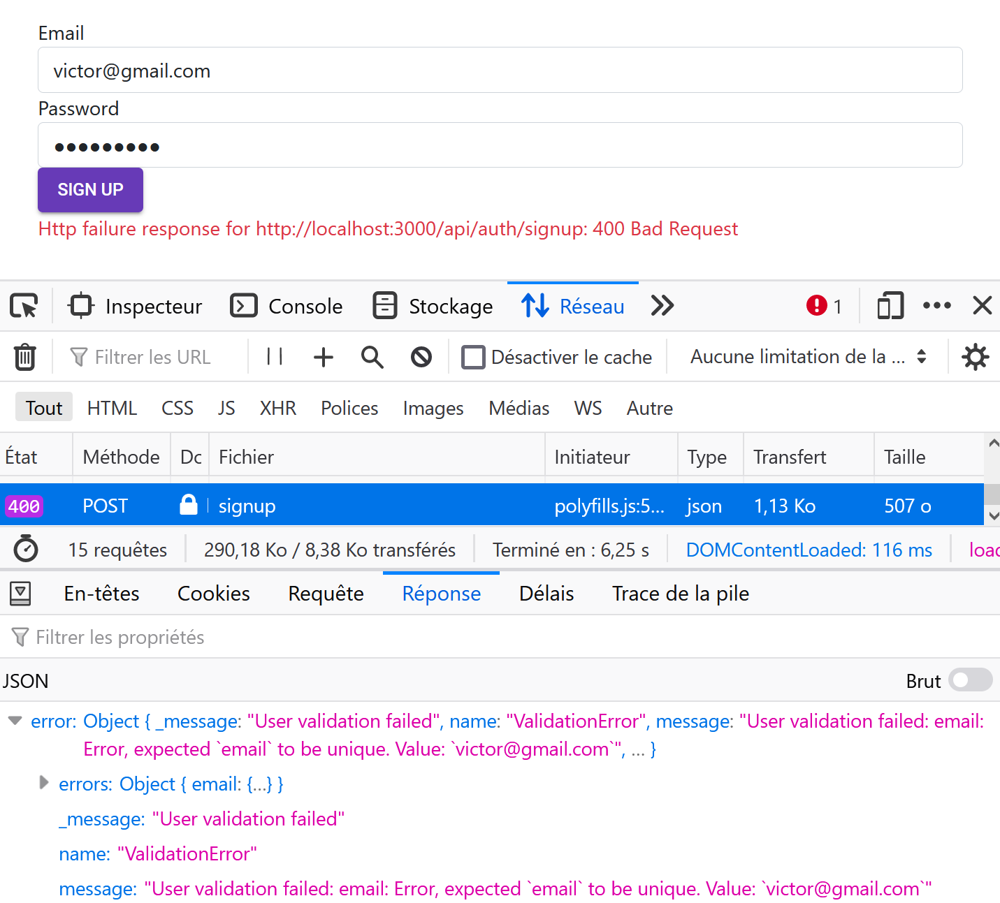 Email
victor@gmail.com
Password
SIGN UP
Http failure response for http://localhost:3000/api/auth/signup: 400 Bad Request
Inspecteur Console Stockage Réseau 1
Filtrer les URL Désactiver le cache Aucune limitation de la ...
Tout HTML CSS JS XHR Polices Images Médias WS Autre
État Méthode Dc Fichier Initiateur Type Transfert Taille
400 POST signup polyfills.js:5... json 1,13 Ko 507 o
15 requêtes 290,18 Ko / 8,38 Ko transférés Terminé en : 6,25 s DOMContentLoaded: 116 ms load
En-têtes Cookies Requête Réponse Délais Trace de la pile
Filtrer les propriétés
JSON Brut
error: Object { _message: "User validation failed", name: "ValidationError", message: "User validation failed: email:
Error, expected `email` to be unique. Value: `victor@gmail.com`", ... }
errors: Object { email: {...} }
_message: "User validation failed"
name: "ValidationError"
message: "User validation failed: email: Error, expected `email` to be unique. Value: `victor@gmail.com`"